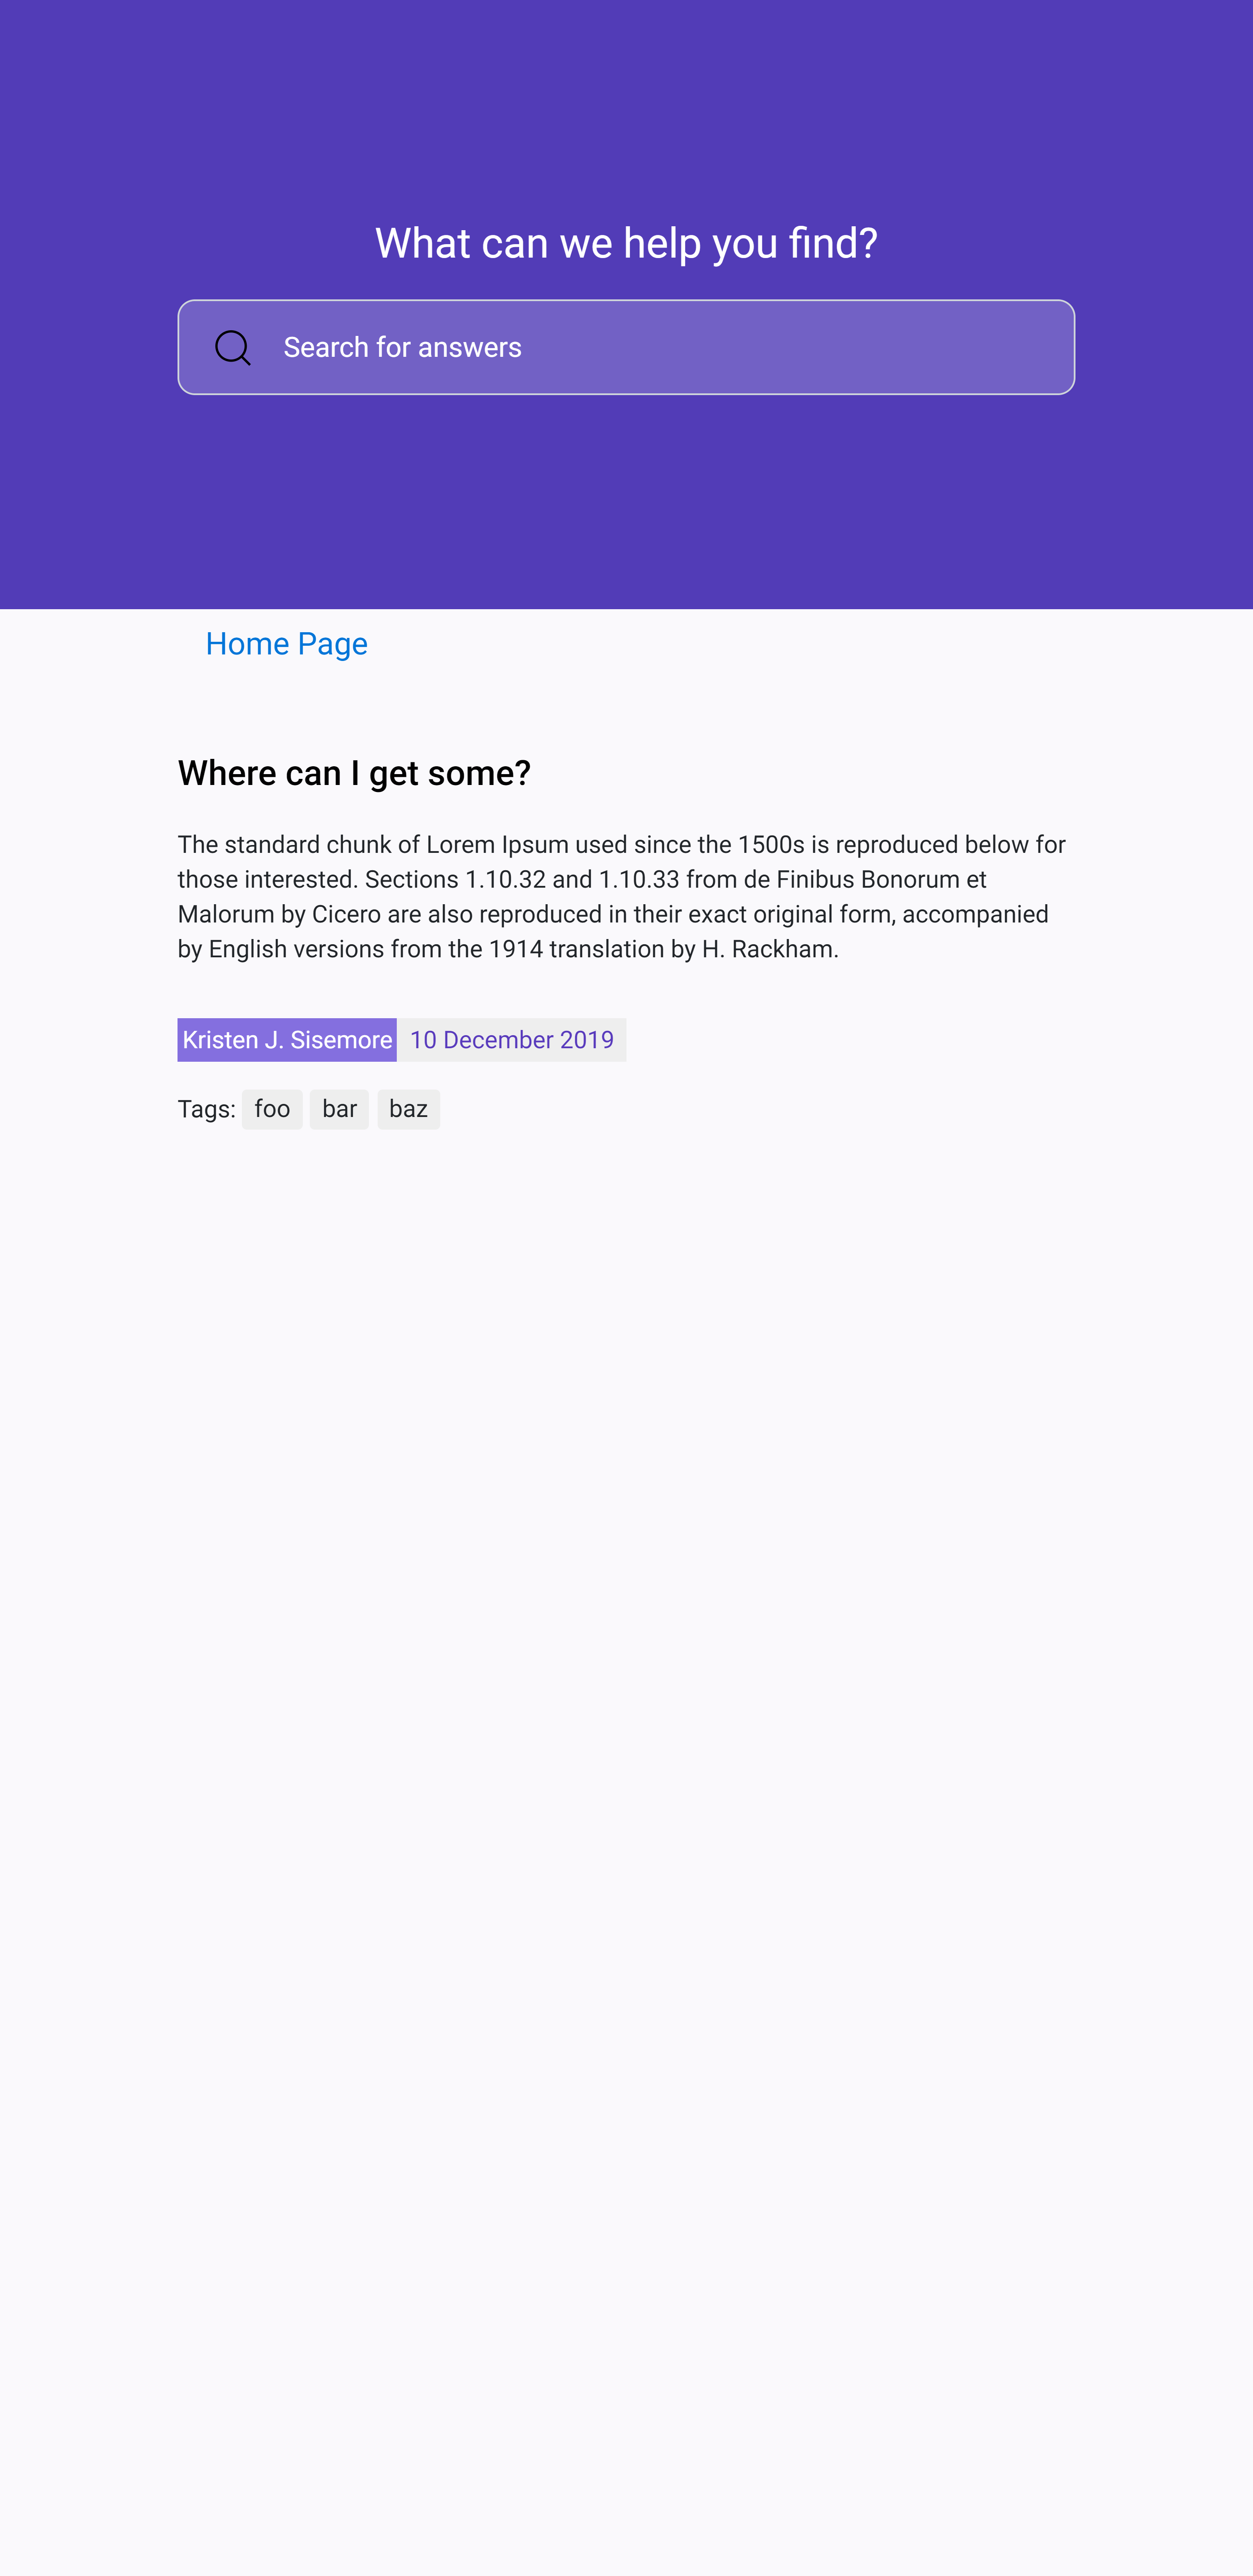 What can we help you find?
Search for answers
Home Page
Where can I get some?
The standard chunk of Lorem Ipsum used since the 1500s is reproduced below for
those interested. Sections 1.10.32 and 1.10.33 from de Finibus Bonorum et
Malorum by Cicero are also reproduced in their exact original form, accompanied
by English versions from the 1914 translation by H. Rackham.
Kristen J. Sisemore 10 December 2019
Tags: foo bar baz